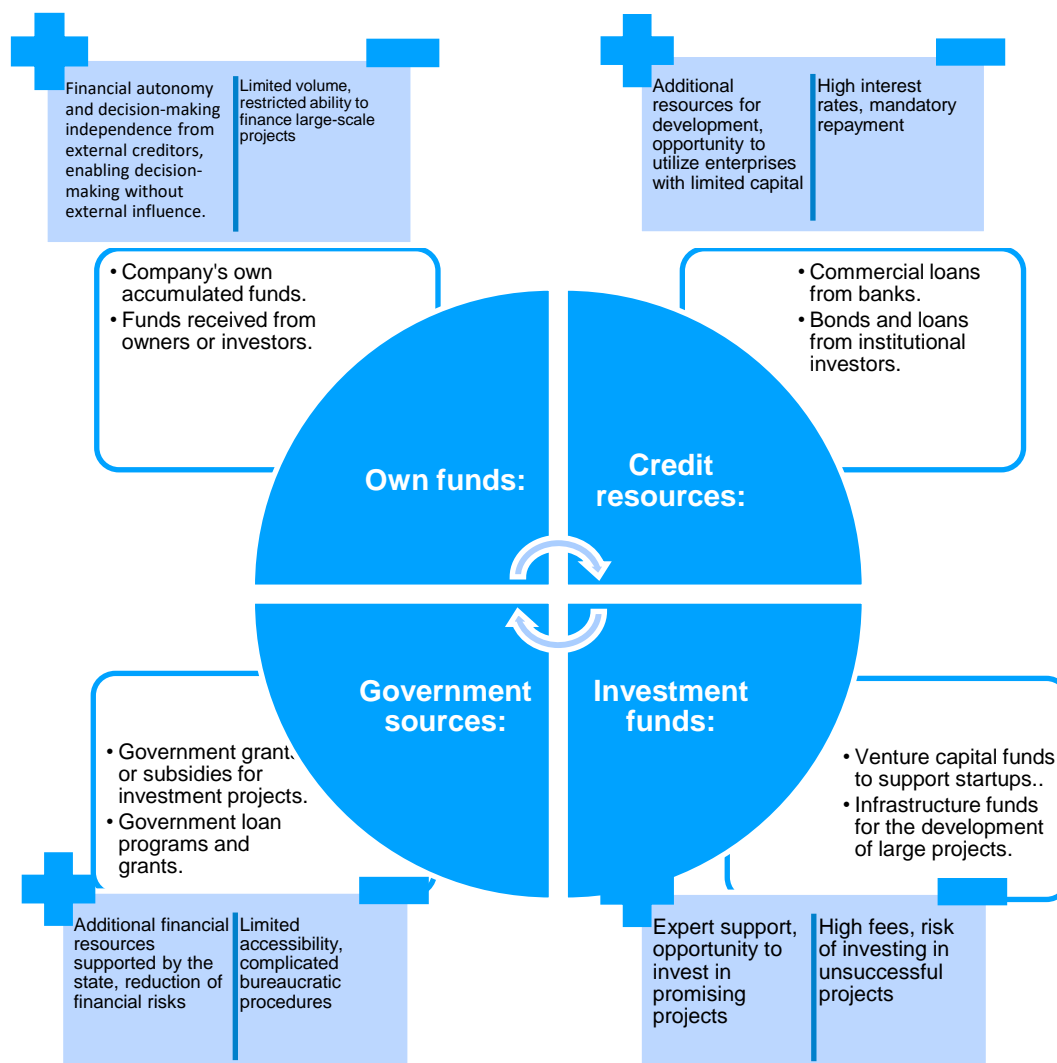 Financial autonomy
and decision-making
independence from
external creditors,
enabling decision-
making without
external influence.
Limited volume,
restricted ability to
finance large-scale
projects
Additional
resources for
development,
opportunity to
utilize enterprises
with limited capital
High interest
rates, mandatory
repayment
• Company's own
accumulated funds.
• Funds received from
owners or investors.
• Commercial loans
from banks.
• Bonds and loans
from institutional
investors.
Own funds:
Credit
resources:
Government
sources:
Investment
funds:
• Government grants
or subsidies for
investment projects.
• Government loan
programs and
grants.
• Venture capital funds
to support startups..
• Infrastructure funds
for the development
of large projects.
Additional financial
resources
supported by the
state, reduction of
financial risks
Limited
accessibility,
complicated
bureaucratic
procedures
Expert support,
opportunity to
invest in
promising
projects
High fees, risk
of investing in
unsuccessful
projects